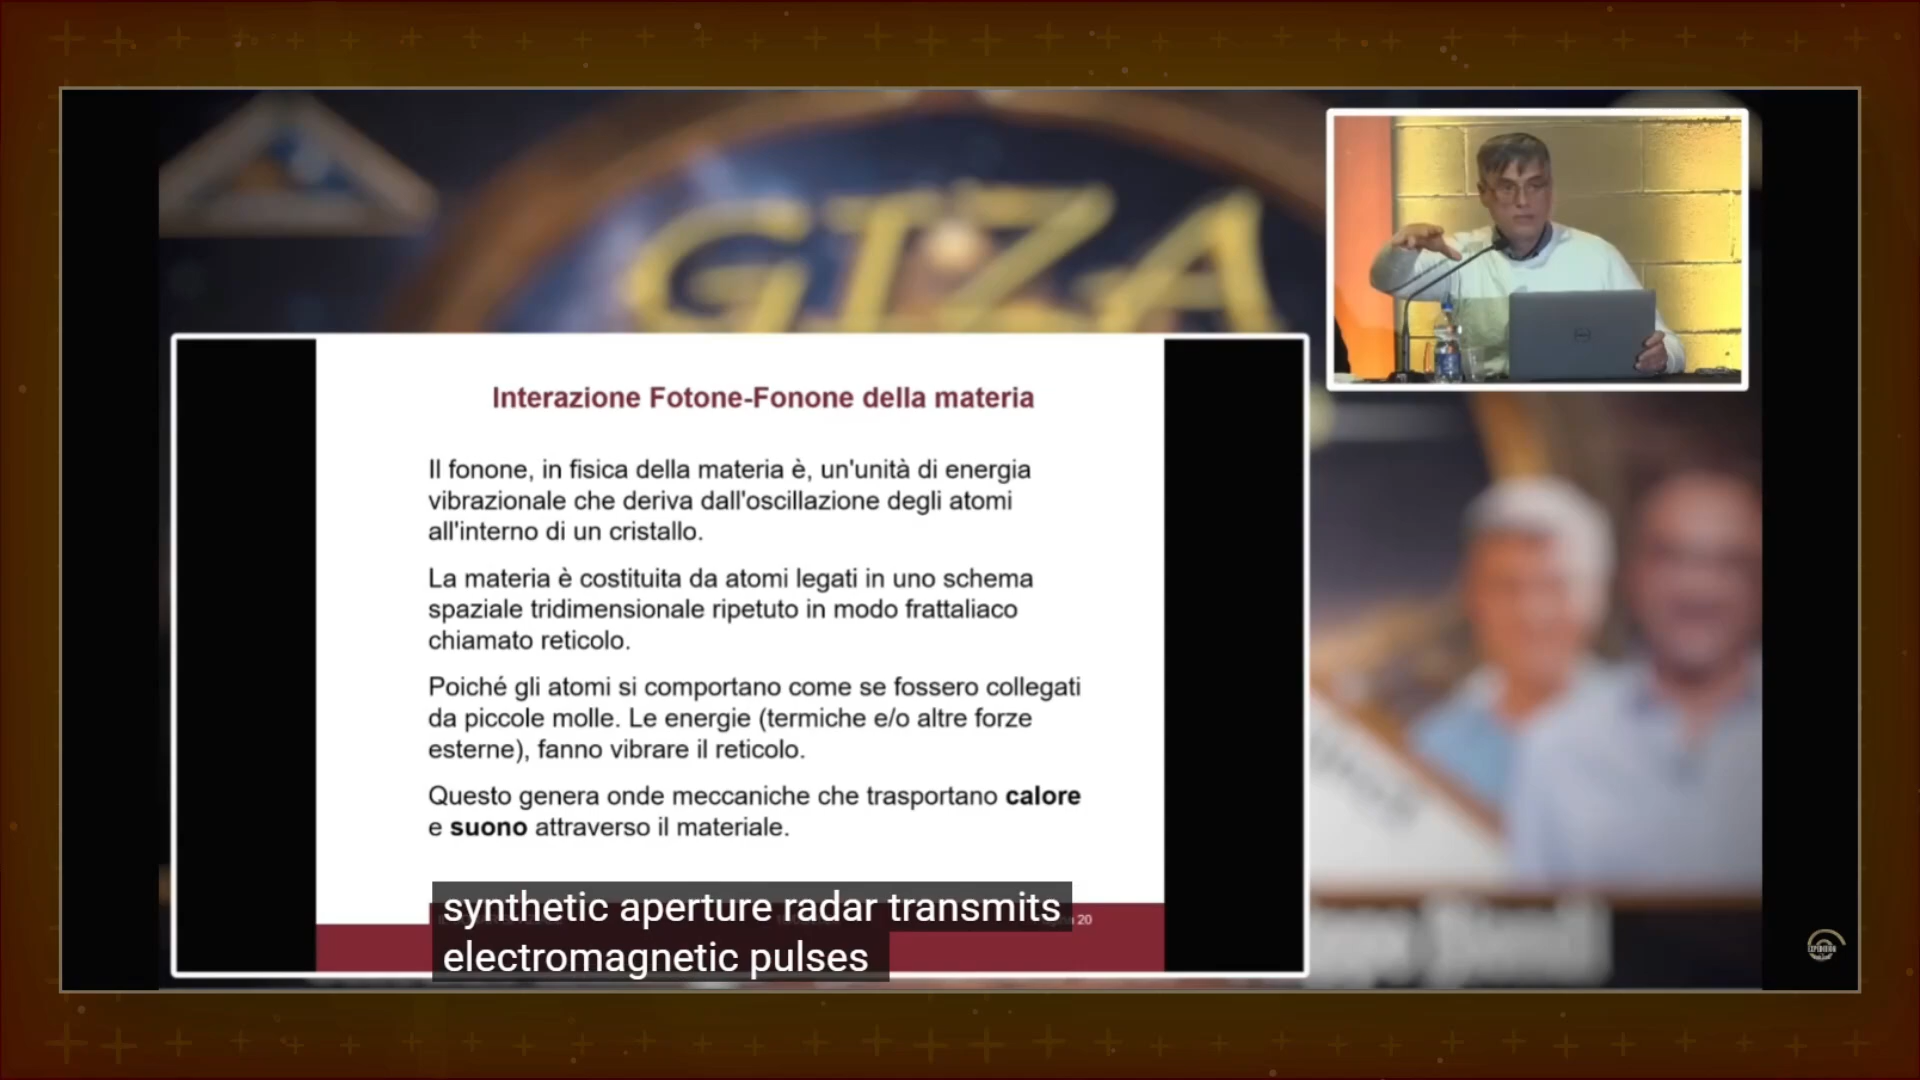 GIZA
Interazione Fotone-Fonone della materia
Il fonone, in fisica della materia è, un'unità di energia
vibrazionale che deriva dall'oscillazione degli atomi
all'interno di un cristallo.
La materia è costituita da atomi legati in uno schema
spaziale tridimensionale ripetuto in modo frattaliaco
chiamato reticolo.
Poiché gli atomi si comportano come se fossero collegati
da piccole molle. Le energie (termiche e/o altre forze
esterne), fanno vibrare il reticolo.
Questo genera onde meccaniche che trasportano calore
e suono attraverso il materiale.
20
synthetic aperture radar transmits
electromagnetic pulses